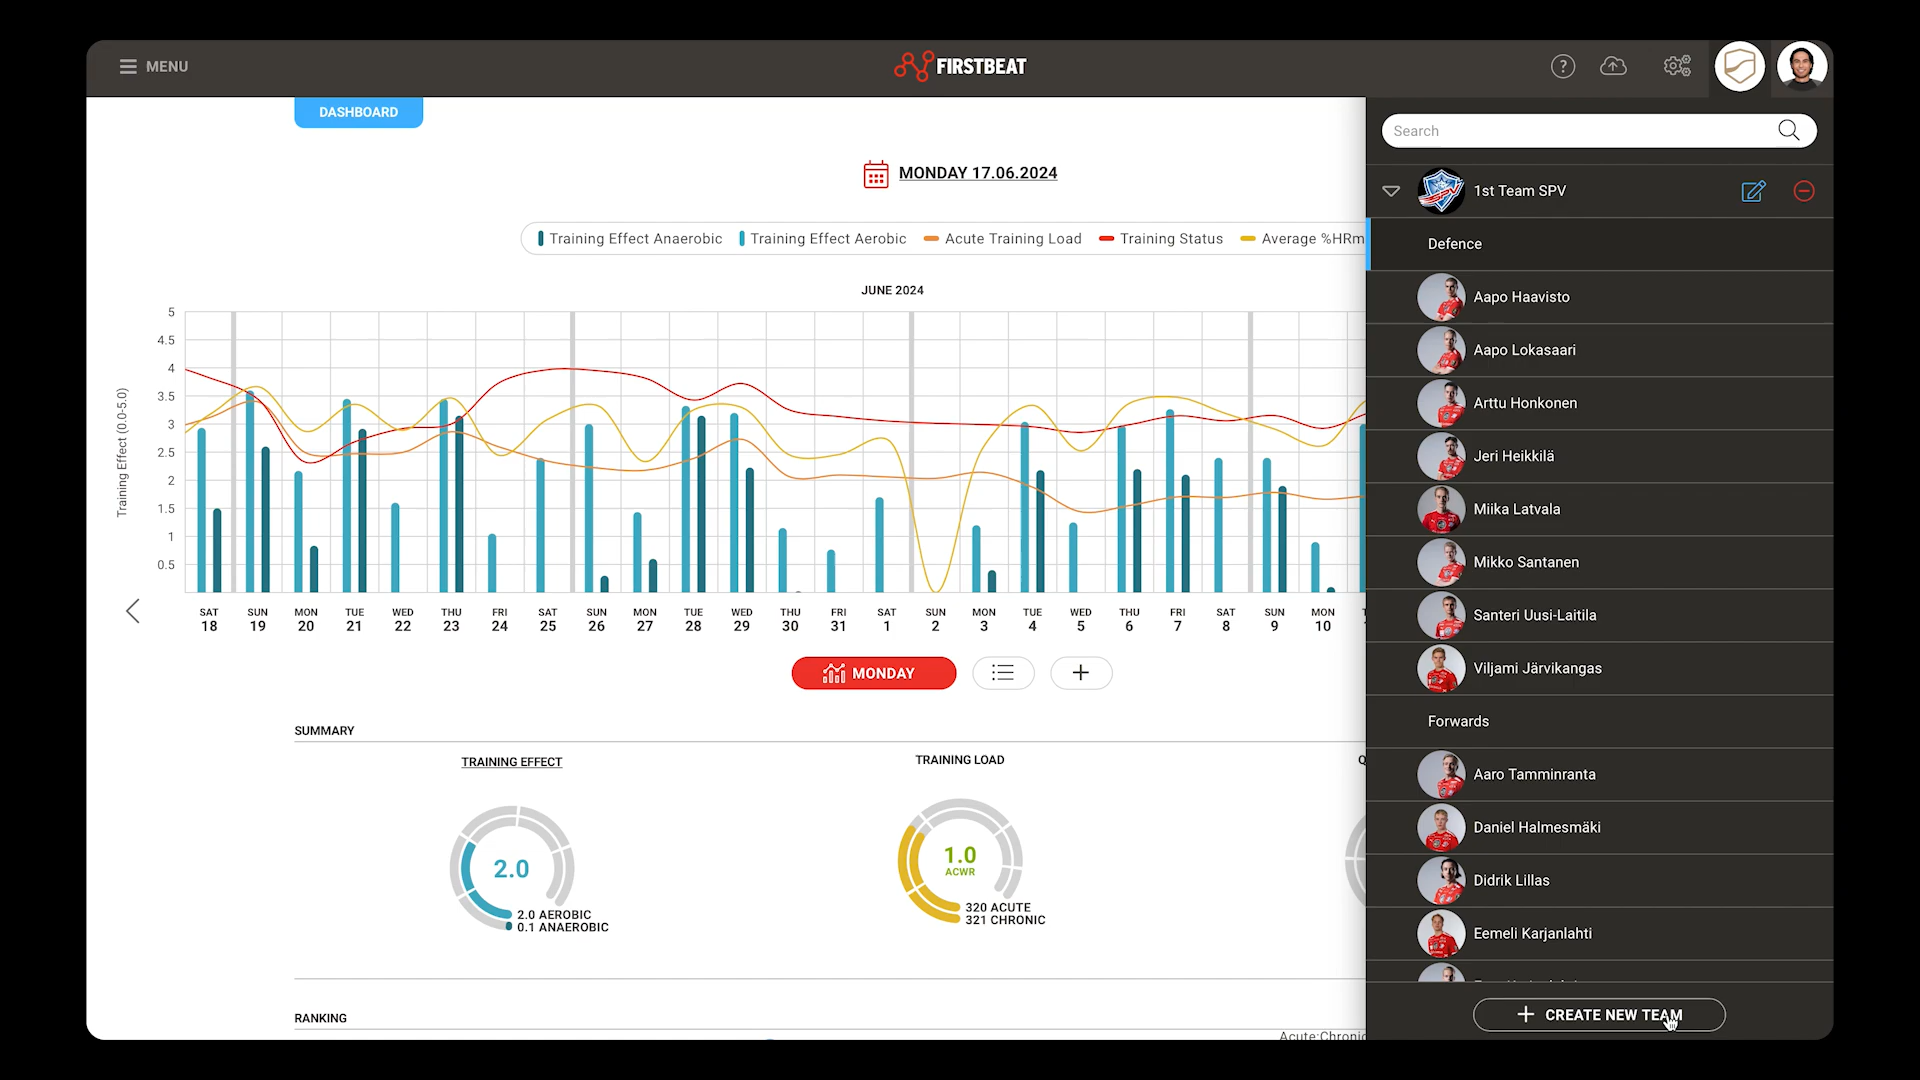 MENU
FIRSTBEAT
?
DASHBOARD
Search
MONDAY 17.06.2024
1st Team SPV
Training Effect Anaerobic
Training Effect Aerobic
Acute Training Load
Training Status
Average %HRm
Defence
JUNE 2024
5
4.5
4
3.5
3
2.5
2
1.5
1
0.5
Training Effect (0.0-5.0)
SAT SUN MON TUE WED THU FRI SAT SUN MON TUE WED THU FRI SAT SUN MON TUE WED THU FRI SAT SUN MON
18 19 20 21 22 23 24 25 26 27 28 29 30 31 1 2 3 4 5 6 7 8 9 10
Aapo Haavisto
Aapo Lokasaari
Arttu Honkonen
Jeri Heikkilä
Miika Latvala
Mikko Santanen
Santeri Uusi-Laitila
Viljami Järvikangas
Forwards
Aaro Tamminranta
Daniel Halmesmäki
Didrik Lillas
Eemeli Karjanlahti
CREATE NEW TEAM
MONDAY
SUMMARY
TRAINING EFFECT
2.0
2.0 AEROBIC
0.1 ANAEROBIC
TRAINING LOAD
1.0
ACWR
320 ACUTE
321 CHRONIC
RANKING
Acute:Chronic